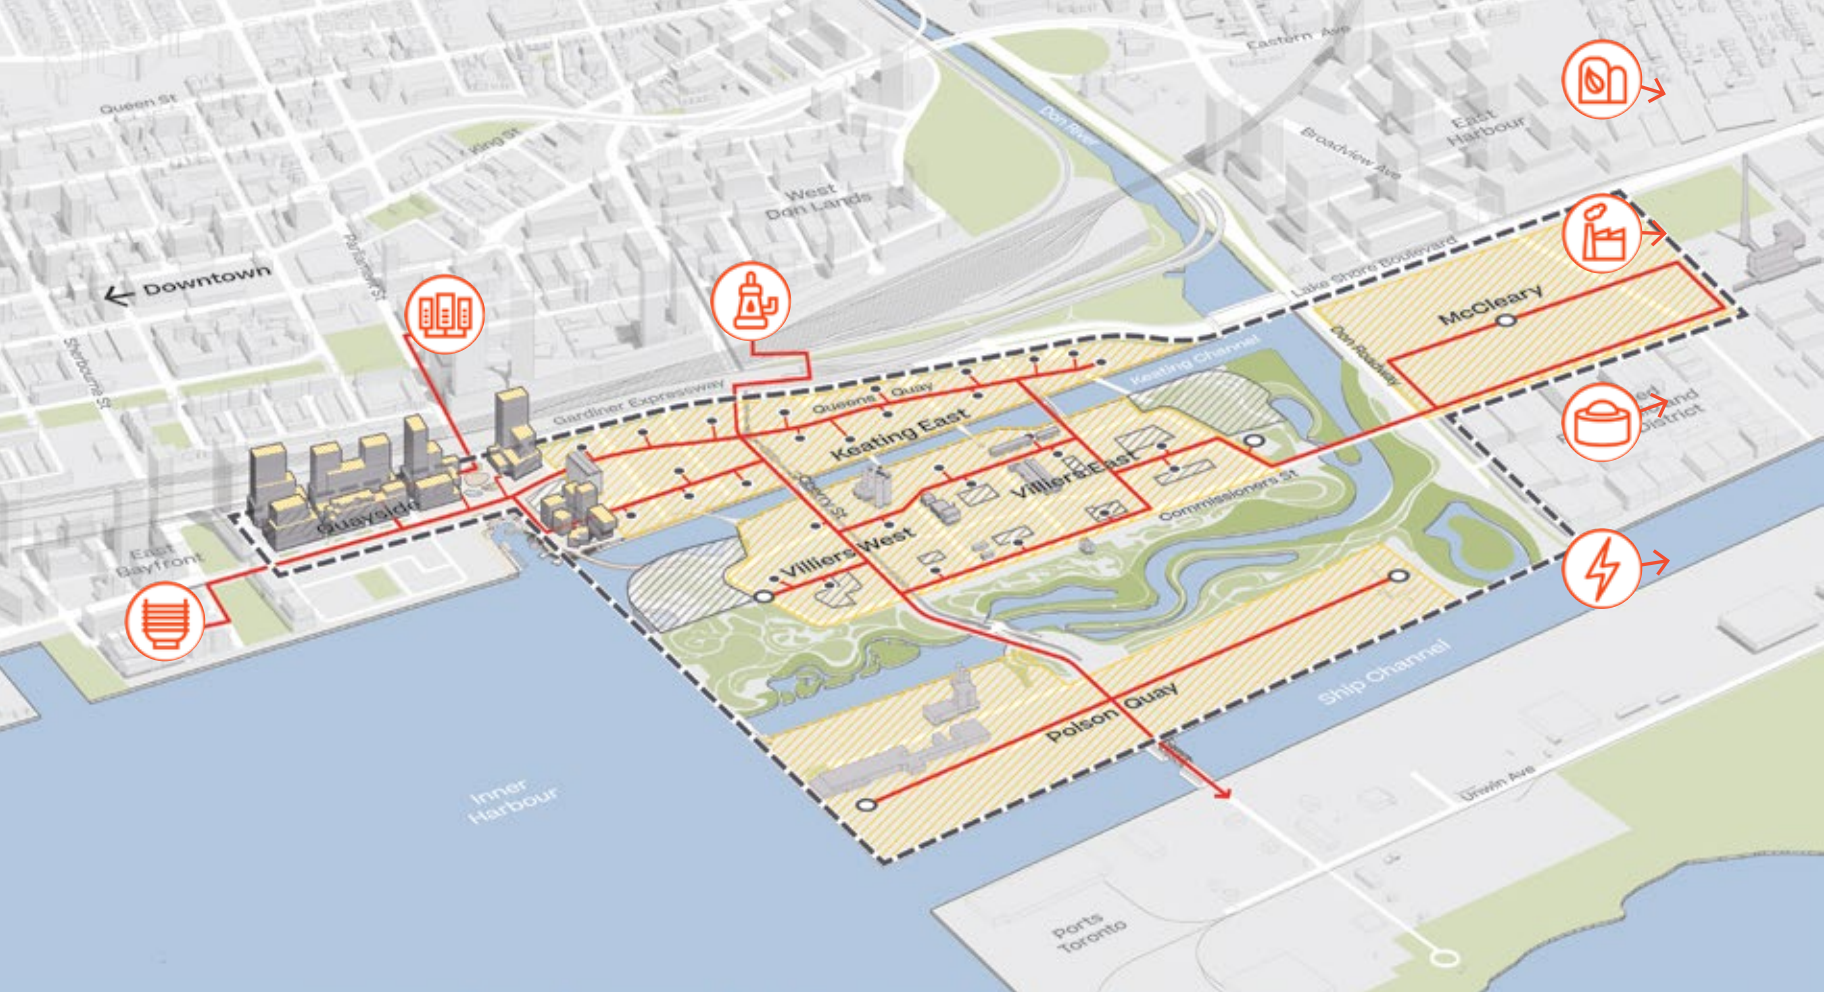 Eastern Ave
Queen St
Don River
King St
East
Harbour
Broadview Ave
West
Don Lands
Parliament St
Downtown
Lake Shore Boulevard
McCleary
Sherbourne St
Don Roadway
Keating Channel
Gardiner Expressway
Queens Quay
Keating East
Quayside
Cherry St
Villiers East
Commissioners St
East
Bayfront
Villiers West
District
Ship Channel
Polson Quay
Inner
Harbour
Unwin Ave
Ports
Toronto